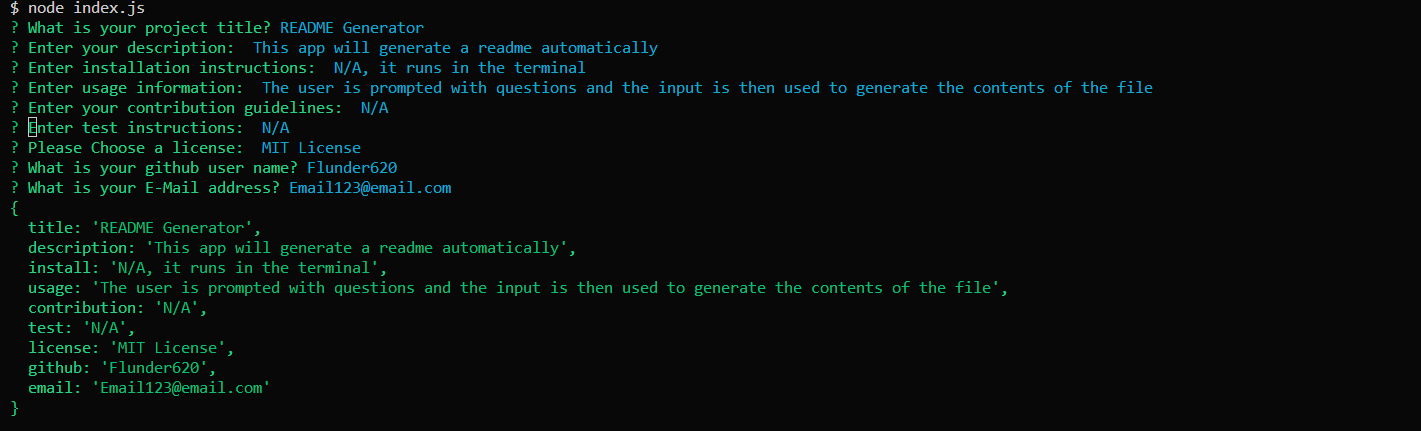 $ node index.js
? What is your project title? README Generator
? Enter your description:  This app will generate a readme automatically
? Enter installation instructions:  N/A, it runs in the terminal
? Enter usage information:  The user is prompted with questions and the input is then used to generate the contents of the file
? Enter your contribution guidelines:  N/A
? Enter test instructions:  N/A
? Please Choose a license:  MIT License
? What is your github user name? Flunder620
? What is your E-Mail address? Email123@email.com
{
  title: 'README Generator',
  description: 'This app will generate a readme automatically',
  install: 'N/A, it runs in the terminal',
  usage: 'The user is prompted with questions and the input is then used to generate the contents of the file',
  contribution: 'N/A',
  test: 'N/A',
  license: 'MIT License',
  github: 'Flunder620',
  email: 'Email123@email.com'
}